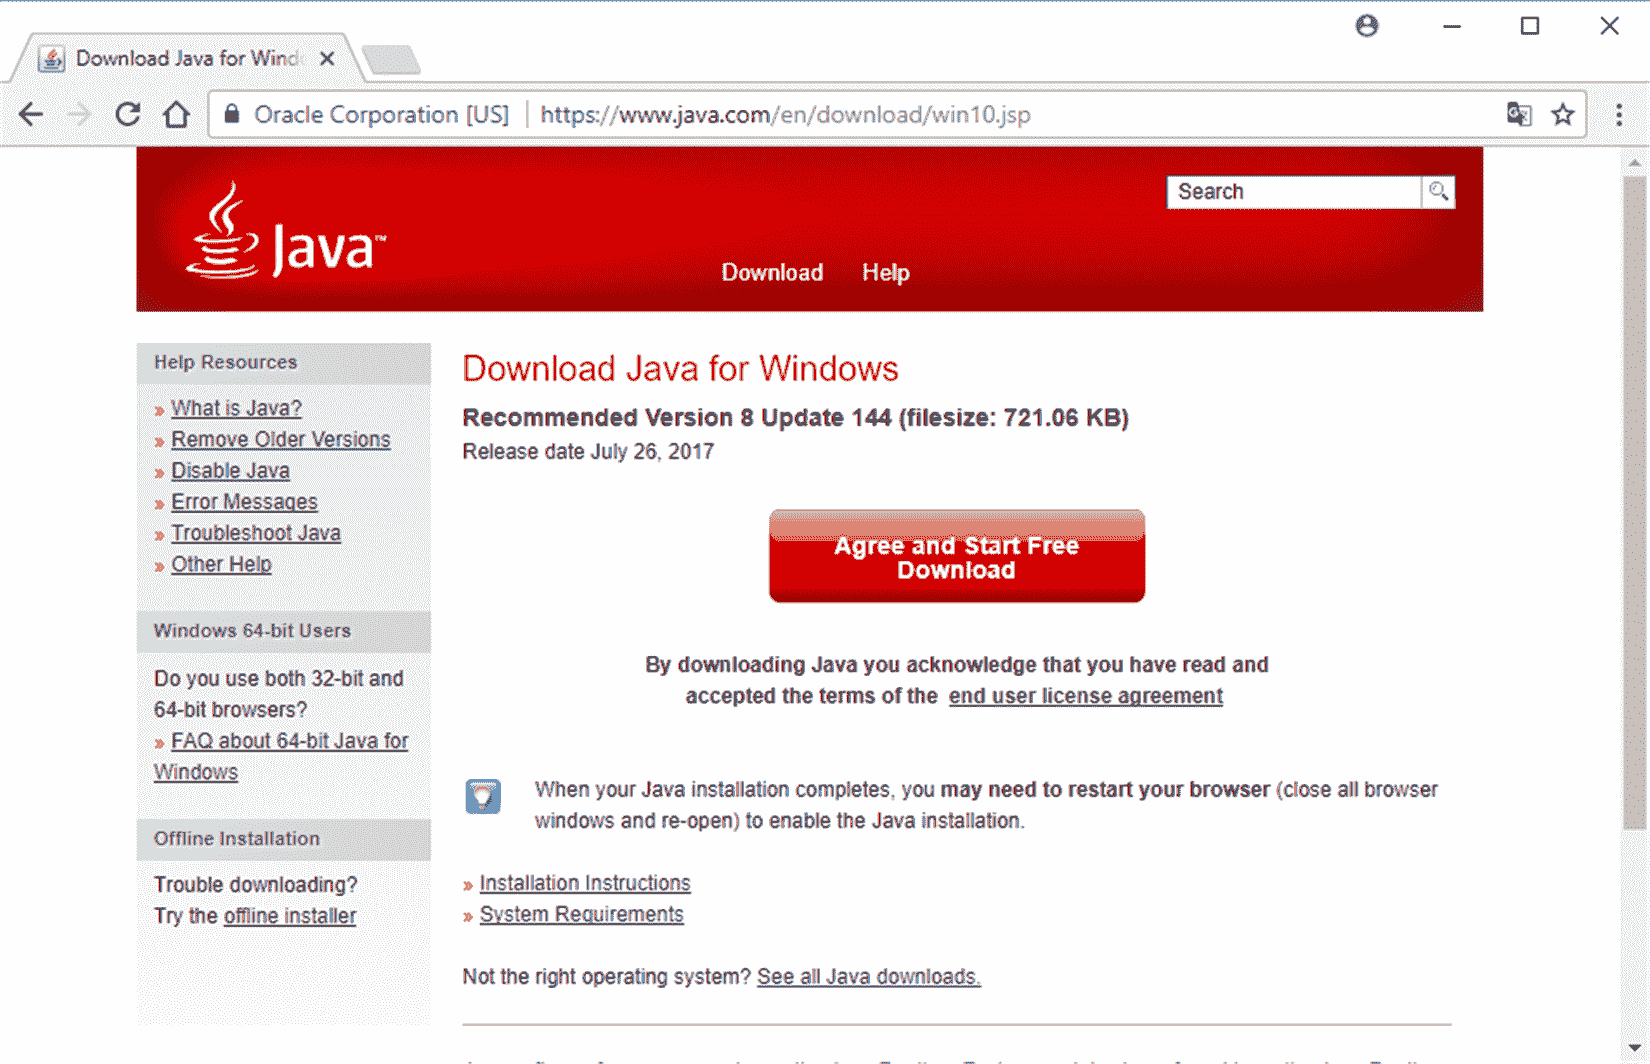 Download Java for Wind
Oracle Corporation [US] https://www.java.com/en/download/win10.jsp
Search
Java™
Download Help
Help Resources
» What is Java?
» Remove Older Versions
» Disable Java
» Error Messages
» Troubleshoot Java
» Other Help
Windows 64-bit Users
Do you use both 32-bit and
64-bit browsers?
» FAQ about 64-bit Java for
Windows
Offline Installation
Trouble downloading?
Try the offline installer
Download Java for Windows
Recommended Version 8 Update 144 (filesize: 721.06 KB)
Release date July 26, 2017
Agree and Start Free
Download
By downloading Java you acknowledge that you have read and
accepted the terms of the end user license agreement
When your Java installation completes, you may need to restart your browser (close all browser
windows and re-open) to enable the Java installation.
» Installation Instructions
» System Requirements
Not the right operating system? See all Java downloads.